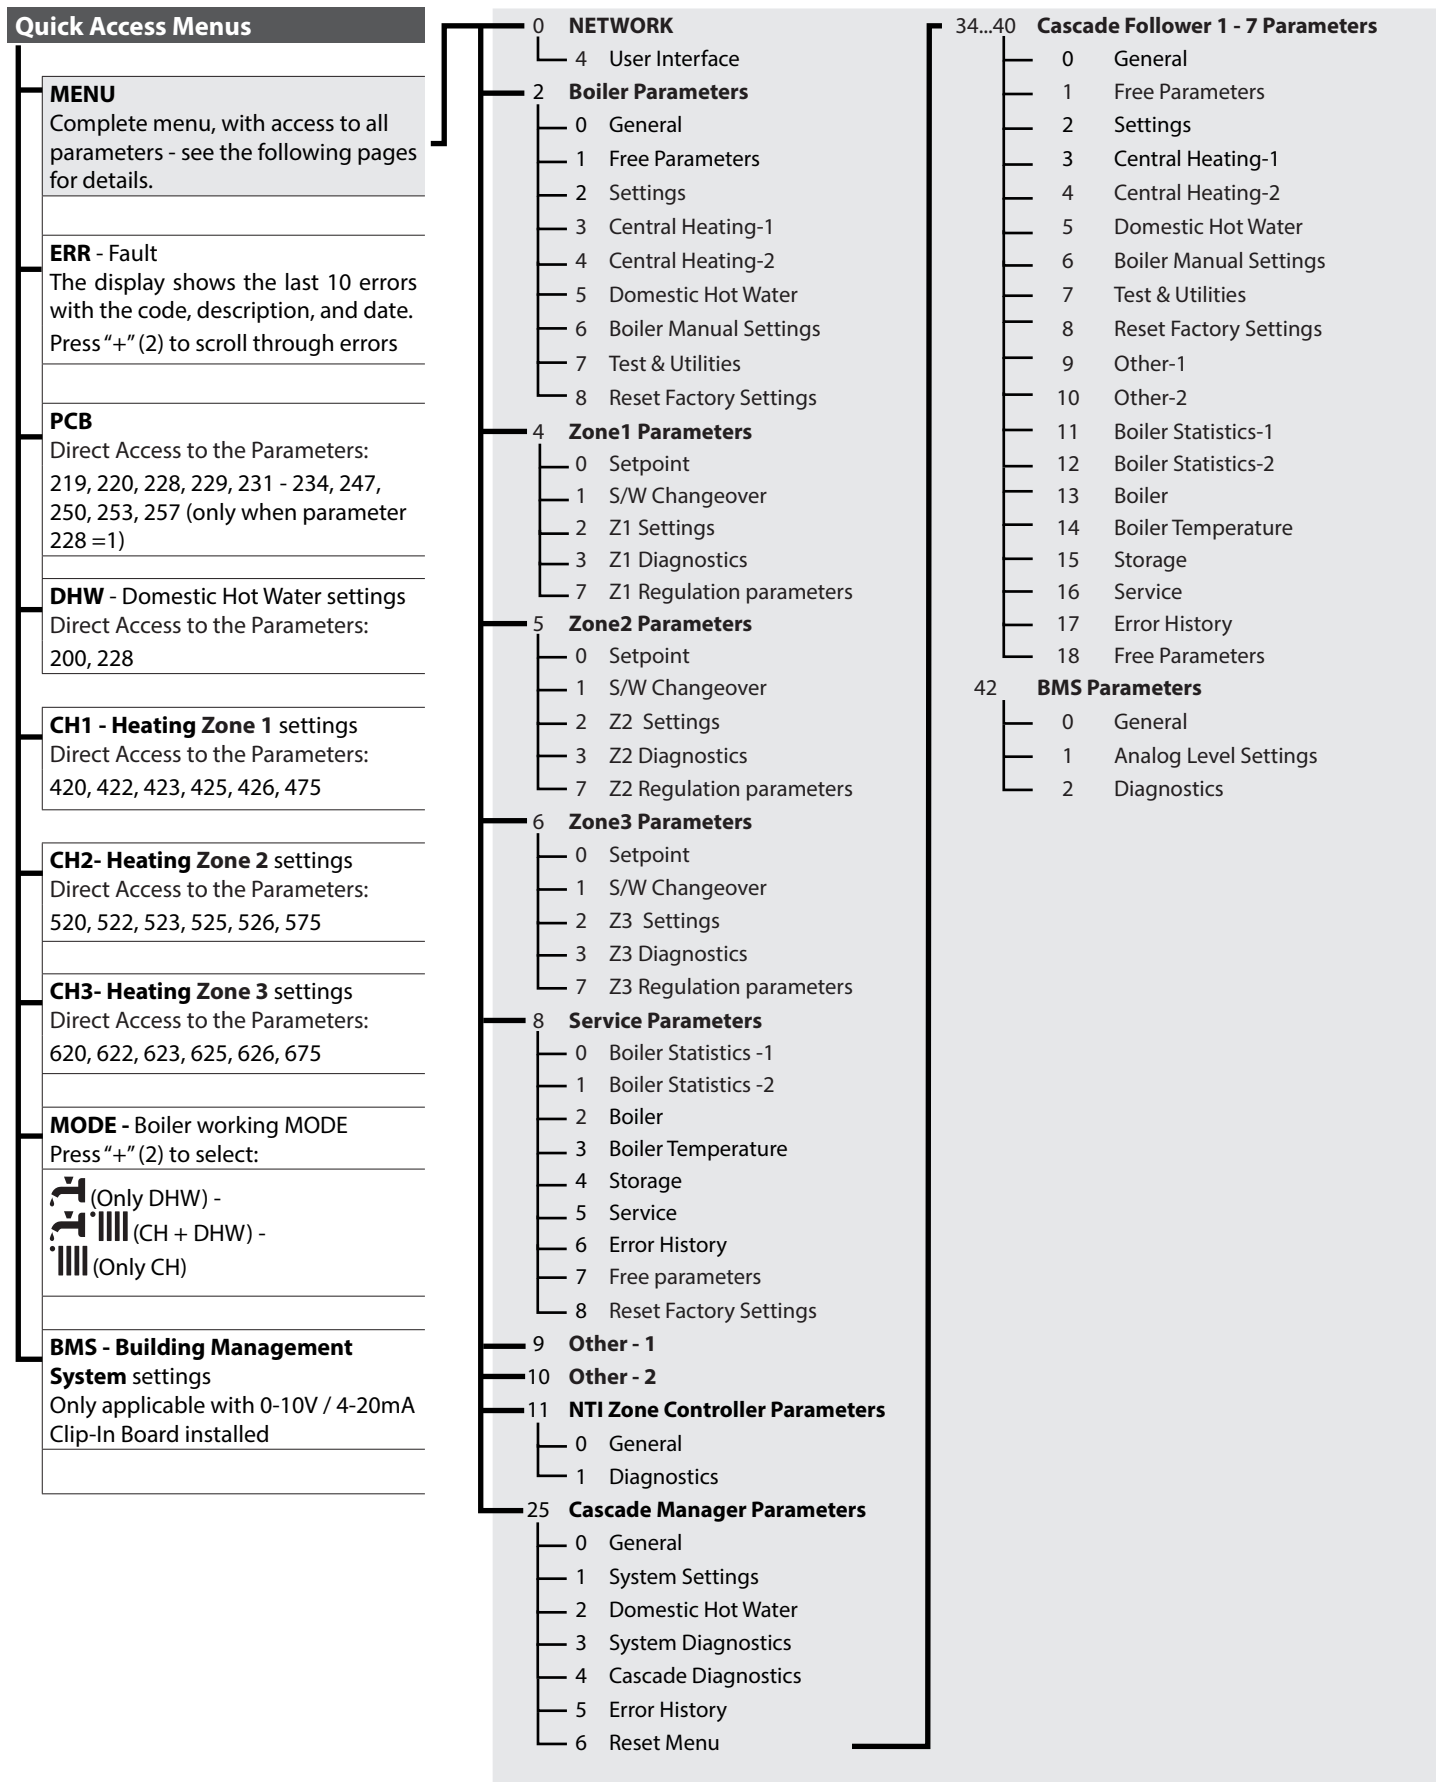 Quick Access Menus
MENU
Complete menu, with access to all
parameters - see the following pages
for details.
ERR - Fault
The display shows the last 10 errors
with the code, description, and date.
Press “+” (2) to scroll through errors
PCB
Direct Access to the Parameters:
219, 220, 228, 229, 231 - 234, 247,
250, 253, 257 (only when parameter
228 =1)
DHW - Domestic Hot Water settings
Direct Access to the Parameters:
200, 228
CH1 - Heating Zone 1 settings
Direct Access to the Parameters:
420, 422, 423, 425, 426, 475
CH2- Heating Zone 2 settings
Direct Access to the Parameters:
520, 522, 523, 525, 526, 575
CH3- Heating Zone 3 settings
Direct Access to the Parameters:
620, 622, 623, 625, 626, 675
MODE - Boiler working MODE
Press “+” (2) to select:
(Only DHW) -
(CH + DHW) -
(Only CH)
BMS - Building Management
System settings
Only applicable with 0-10V / 4-20mA
Clip-In Board installed
0 NETWORK
4 User Interface
2 Boiler Parameters
0 General
1 Free Parameters
2 Settings
3 Central Heating-1
4 Central Heating-2
5 Domestic Hot Water
6 Boiler Manual Settings
7 Test & Utilities
8 Reset Factory Settings
4 Zone1 Parameters
0 Setpoint
1 S/W Changeover
2 Z1 Settings
3 Z1 Diagnostics
7 Z1 Regulation parameters
5 Zone2 Parameters
0 Setpoint
1 S/W Changeover
2 Z2 Settings
3 Z2 Diagnostics
7 Z2 Regulation parameters
6 Zone3 Parameters
0 Setpoint
1 S/W Changeover
2 Z3 Settings
3 Z3 Diagnostics
7 Z3 Regulation parameters
8 Service Parameters
0 Boiler Statistics -1
1 Boiler Statistics -2
2 Boiler
3 Boiler Temperature
4 Storage
5 Service
6 Error History
7 Free parameters
8 Reset Factory Settings
9 Other - 1
10 Other - 2
11 NTI Zone Controller Parameters
0 General
1 Diagnostics
25 Cascade Manager Parameters
0 General
1 System Settings
2 Domestic Hot Water
3 System Diagnostics
4 Cascade Diagnostics
5 Error History
6 Reset Menu
34...40 Cascade Follower 1 - 7 Parameters
0 General
1 Free Parameters
2 Settings
3 Central Heating-1
4 Central Heating-2
5 Domestic Hot Water
6 Boiler Manual Settings
7 Test & Utilities
8 Reset Factory Settings
9 Other-1
10 Other-2
11 Boiler Statistics-1
12 Boiler Statistics-2
13 Boiler
14 Boiler Temperature
15 Storage
16 Service
17 Error History
18 Free Parameters
42 BMS Parameters
0 General
1 Analog Level Settings
2 Diagnostics